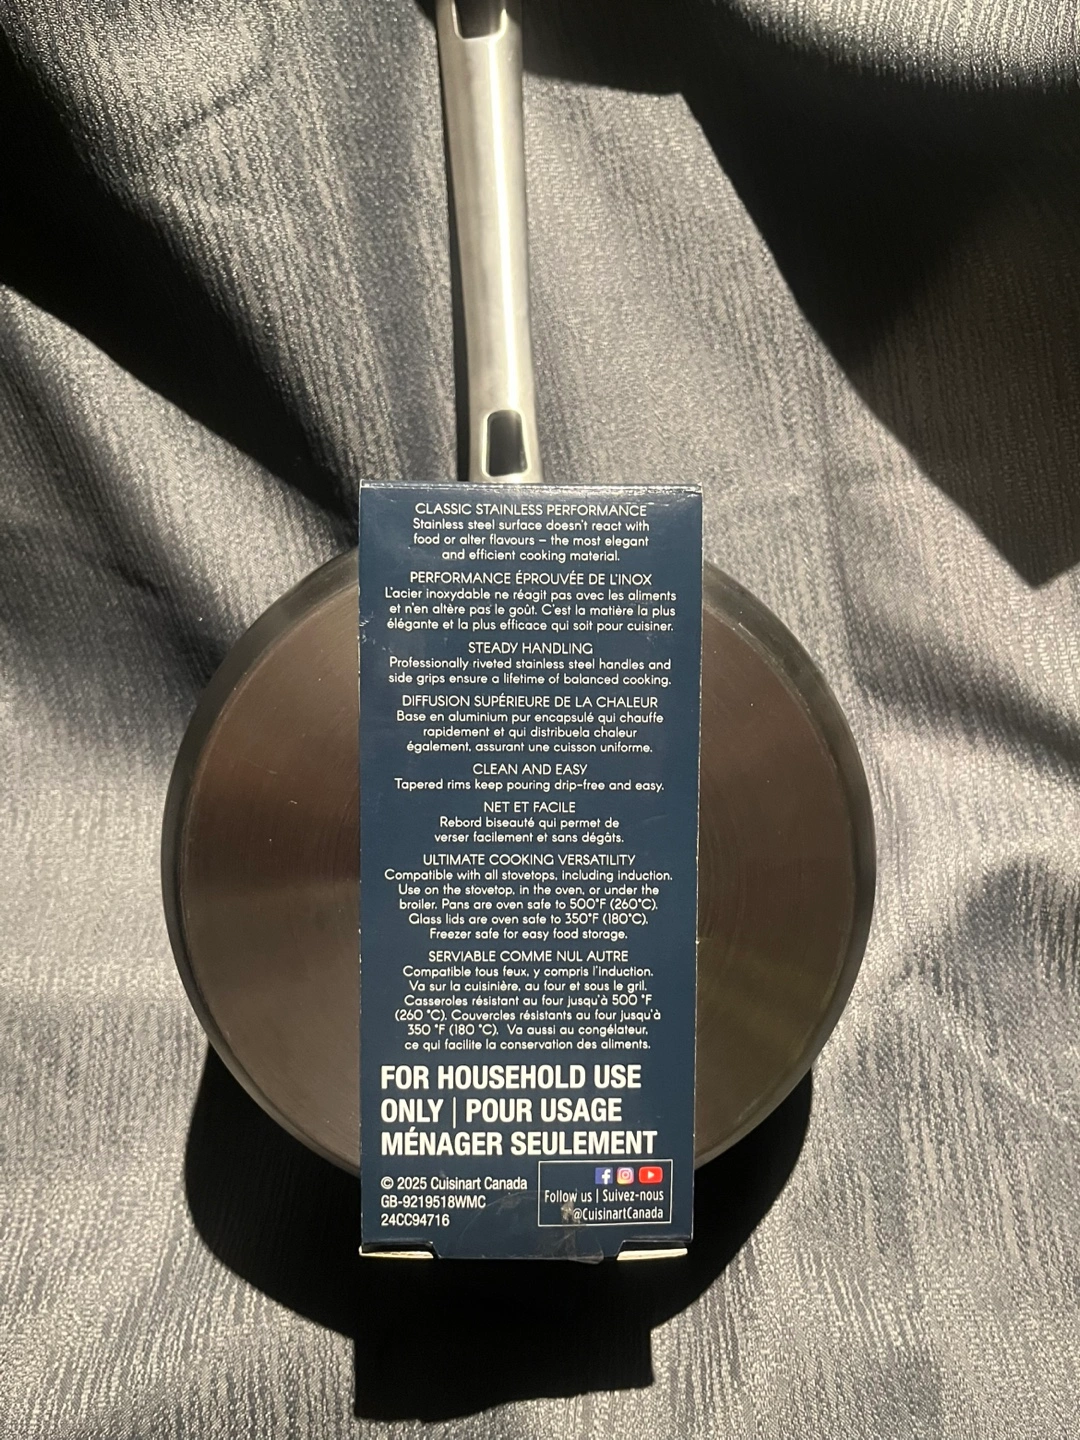 CLASSIC STAINLESS PERFORMANCE
Stainless steel surface doesn't react with
food or alter flavours – the most elegant
and efficient cooking material.
PERFORMANCE ÉPROUVÉE DE L'INOX
L'acier inoxydable ne réagit pas avec les aliments
et n'en altère pas le goût. C'est la matière la plus
élégante et la plus efficace qui soit pour cuisiner.
STEADY HANDLING
Professionally riveted stainless steel handles and
side grips ensure a lifetime of balanced cooking.
DIFFUSION SUPÉRIEURE DE LA CHALEUR
Base en aluminium pur encapsulé qui chauffe
rapidement et qui distribuela chaleur
également, assurant une cuisson uniforme.
CLEAN AND EASY
Tapered rims keep pouring drip-free and easy.
NET ET FACILE
Rebord biseauté qui permet de
verser facilement et sans dégâts.
ULTIMATE COOKING VERSATILITY
Compatible with all stovetops, including induction.
Use on the stovetop, in the oven, or under the
broiler. Pans are oven safe to 500°F (260°C).
Glass lids are oven safe to 350°F (180°C).
Freezer safe for easy food storage.
SERVIABLE COMME NUL AUTRE
Compatible tous feux, y compris l'induction.
Va sur la cuisinière, au four et sous le gril.
Casseroles résistant au four jusqu'à 500 °F
(260 °C). Couvercles résistants au four jusqu'à
350 °F (180 °C). Va aussi au congélateur,
ce qui facilite la conservation des aliments.
FOR HOUSEHOLD USE
ONLY | POUR USAGE
MÉNAGER SEULEMENT
© 2025 Cuisinart Canada
GB-9219518WMC
24CC94716
Follow us | Suivez-nous
@CuisinartCanada